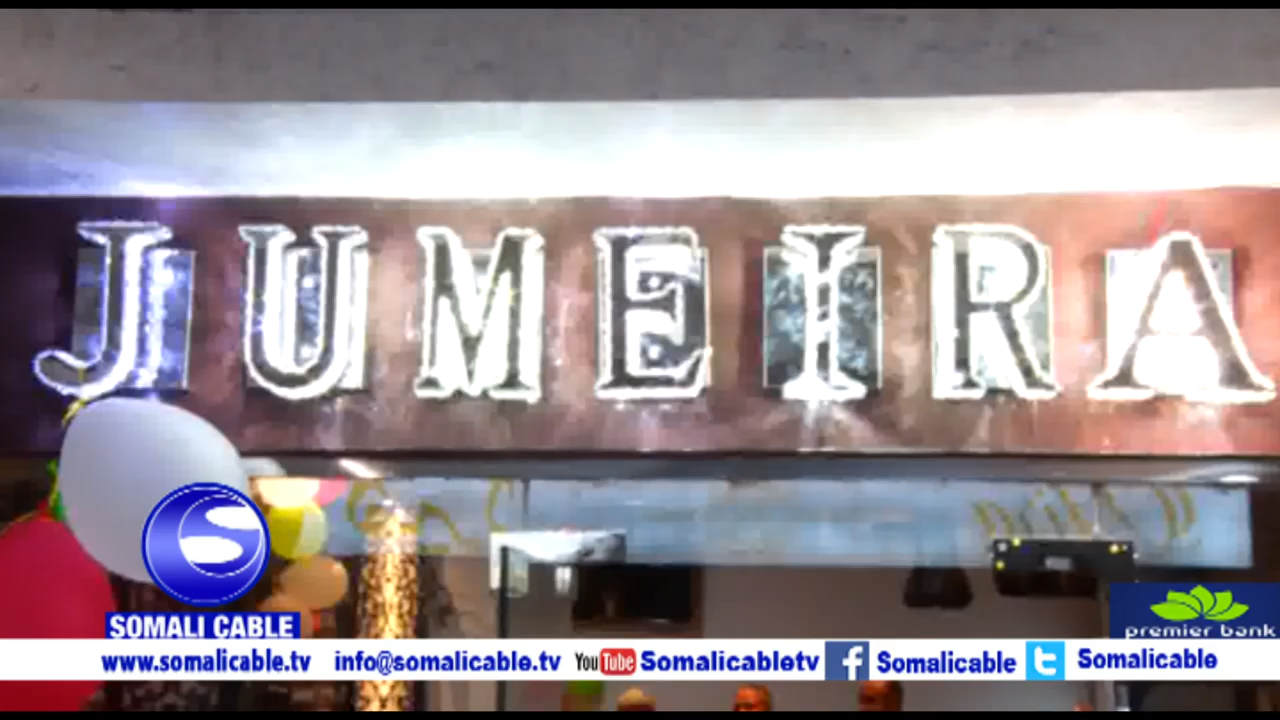 JUMEIRA
SOMALI CABLE
premier bank
www.somalicable.tv info@somalicable.tv YouTube Somalicabletv f Somalicable t Somalicable